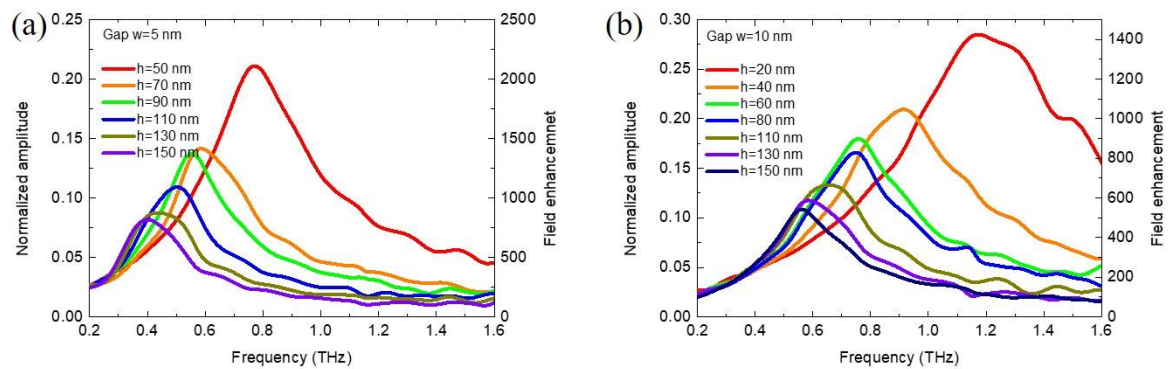 (a)
Gap w=5 nm
h=50 nm
h=70 nm
h=90 nm
h=110 nm
h=130 nm
h=150 nm
Normalized amplitude
0.25
0.20
0.15
0.10
0.05
0.00
0.2 0.4 0.6 0.8 1.0 1.2 1.4 1.6
Frequency (THz)
2500
2000
1500
1000
500
0
Field enhancemnet
(b)
Gap w=10 nm
h=20 nm
h=40 nm
h=60 nm
h=80 nm
h=110 nm
h=130 nm
h=150 nm
Normalized amplitude
0.30
0.25
0.20
0.15
0.10
0.05
0.00
0.2 0.4 0.6 0.8 1.0 1.2 1.4 1.6
Frequency (THz)
1400
1200
1000
800
600
400
200
0
Field enhancement